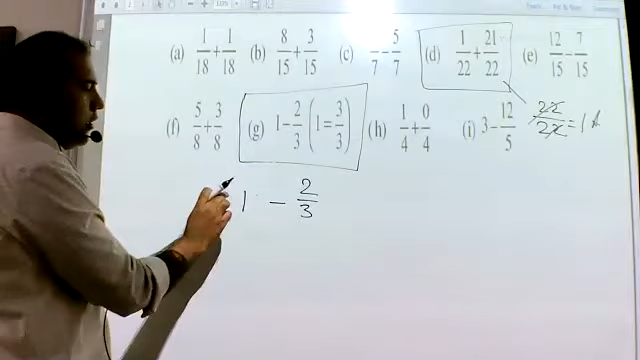 (a) 1/18 + 1/18 (b) 8/15 + 3/15 (c) 7/7 − 5/7 (d) 1/22 + 21/22 (e) 12/15 − 7/15
22/22 = 1
(f) 5/8 + 3/8 (g) 1 − 2/3 (1 = 3/3) (h) 1/4 + 0/4 (i) 3 − 12/5
1 − 2/3